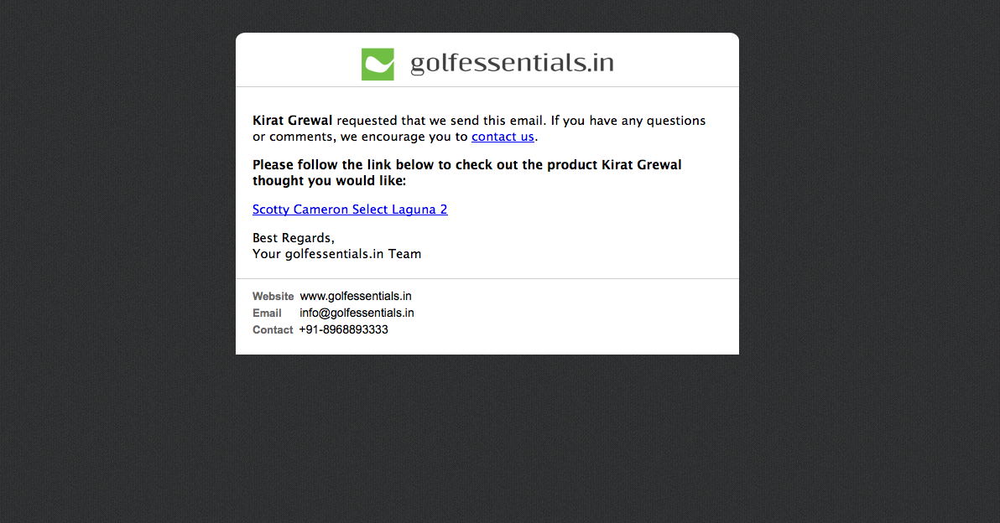 golfessentials.in
Kirat Grewal requested that we send this email. If you have any questions
or comments, we encourage you to contact us.
Please follow the link below to check out the product Kirat Grewal
thought you would like:
Scotty Cameron Select Laguna 2
Best Regards,
Your golfessentials.in Team
Website www.golfessentials.in
Email info@golfessentials.in
Contact +91-8968893333